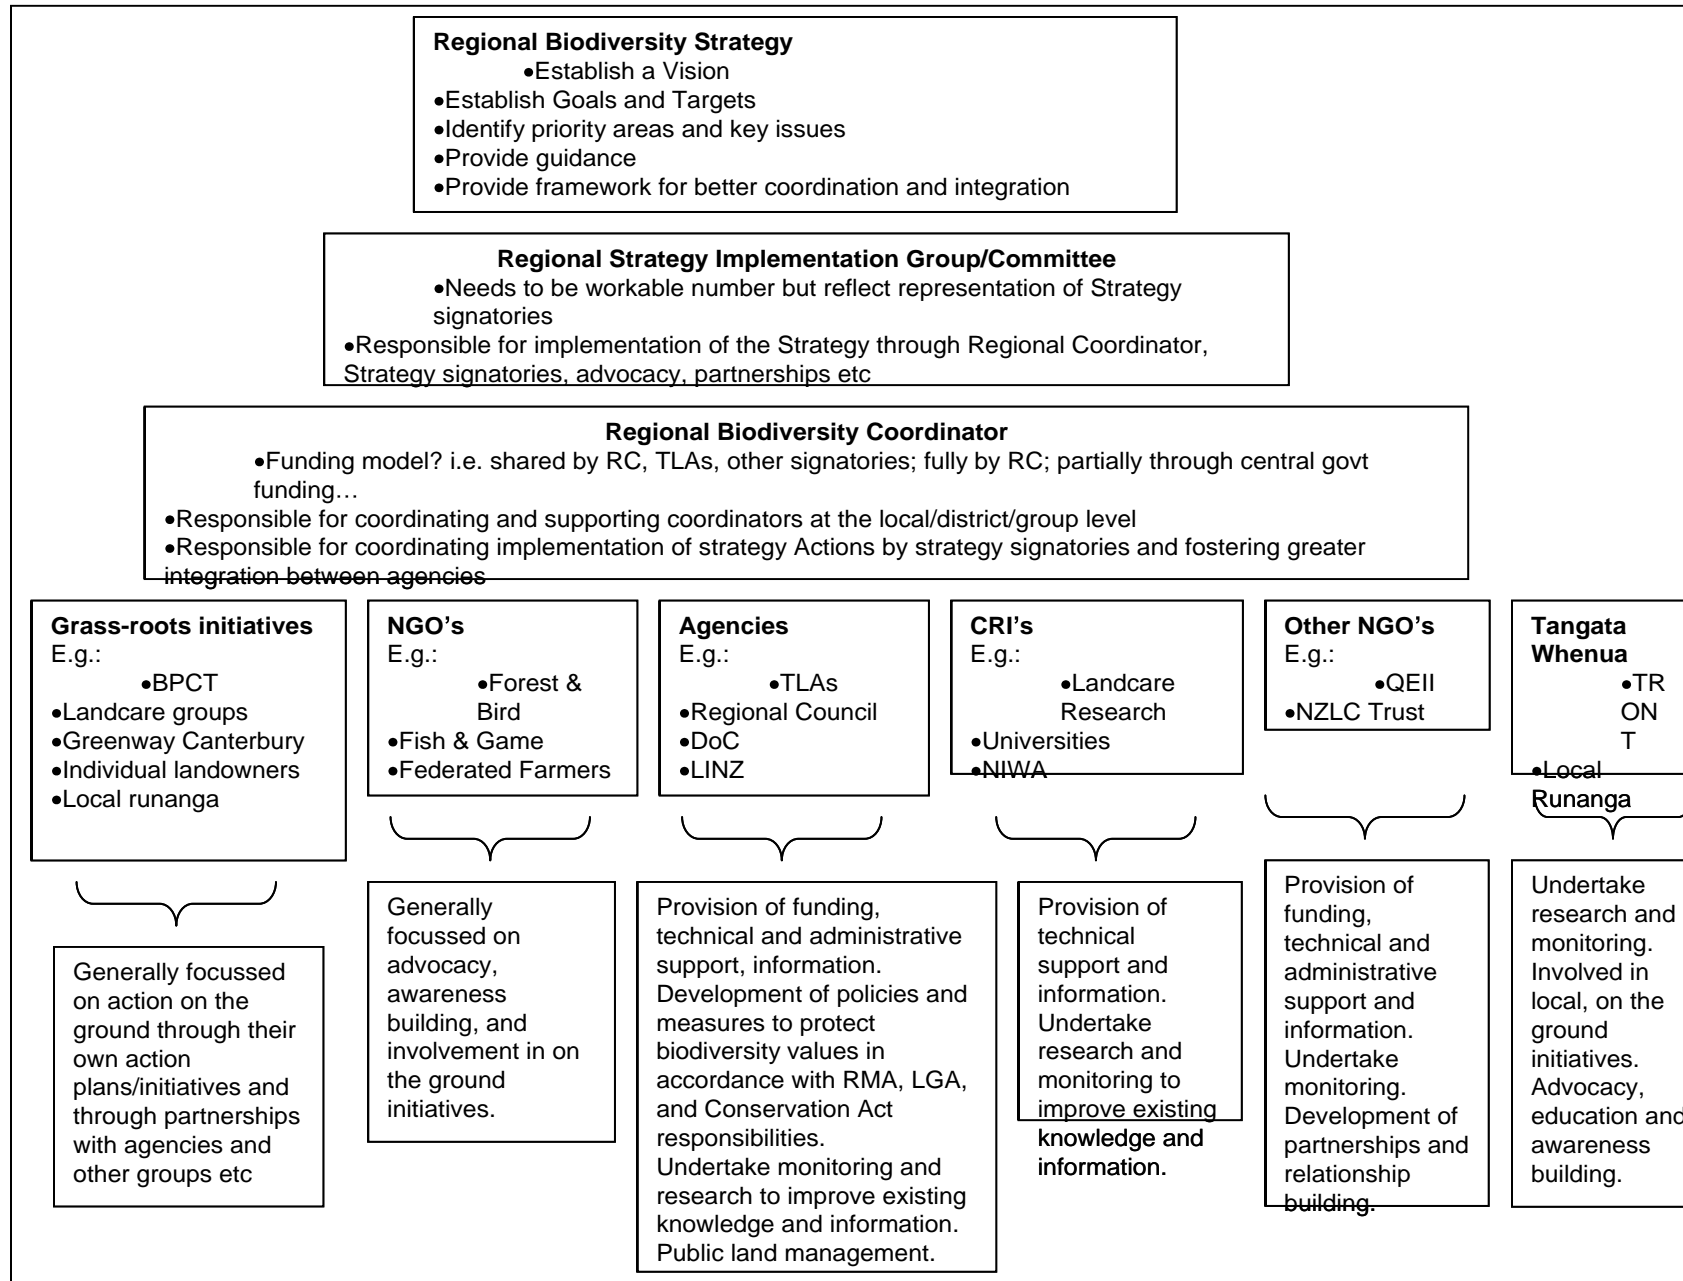 Regional Biodiversity Strategy
•Establish a Vision
•Establish Goals and Targets
•Identify priority areas and key issues
•Provide guidance
•Provide framework for better coordination and integration
Regional Strategy Implementation Group/Committee
•Needs to be workable number but reflect representation of Strategy
signatories
•Responsible for implementation of the Strategy through Regional Coordinator,
Strategy signatories, advocacy, partnerships etc
Regional Biodiversity Coordinator
•Funding model? i.e. shared by RC, TLAs, other signatories; fully by RC; partially through central govt
funding…
•Responsible for coordinating and supporting coordinators at the local/district/group level
•Responsible for coordinating implementation of strategy Actions by strategy signatories and fostering greater
integration between agencies
Grass-roots initiatives
E.g.:
•BPCT
•Landcare groups
•Greenway Canterbury
•Individual landowners
•Local runanga
NGO's
E.g.:
•Forest &
Bird
•Fish & Game
•Federated Farmers
Agencies
E.g.:
•TLAs
•Regional Council
•DoC
•LINZ
CRI's
E.g.:
•Landcare
Research
•Universities
•NIWA
Other NGO's
E.g.:
•QEII
•NZLC Trust
Tangata
Whenua
•TR
ON
T
•Local
Runanga
Generally focussed
on action on the
ground through their
own action
plans/initiatives and
through partnerships
with agencies and
other groups etc
Generally
focussed on
advocacy,
awareness
building, and
involvement in on
the ground
initiatives.
Provision of funding,
technical and administrative
support, information.
Development of policies and
measures to protect
biodiversity values in
accordance with RMA, LGA,
and Conservation Act
responsibilities.
Undertake monitoring and
research to improve existing
knowledge and information.
Public land management.
Provision of
technical
support and
information.
Undertake
research and
monitoring to
improve existing
knowledge and
information.
Provision of
funding,
technical and
administrative
support and
information.
Undertake
monitoring.
Development of
partnerships and
relationship
building.
Undertake
research and
monitoring.
Involved in
local, on the
ground
initiatives.
Advocacy,
education and
awareness
building.